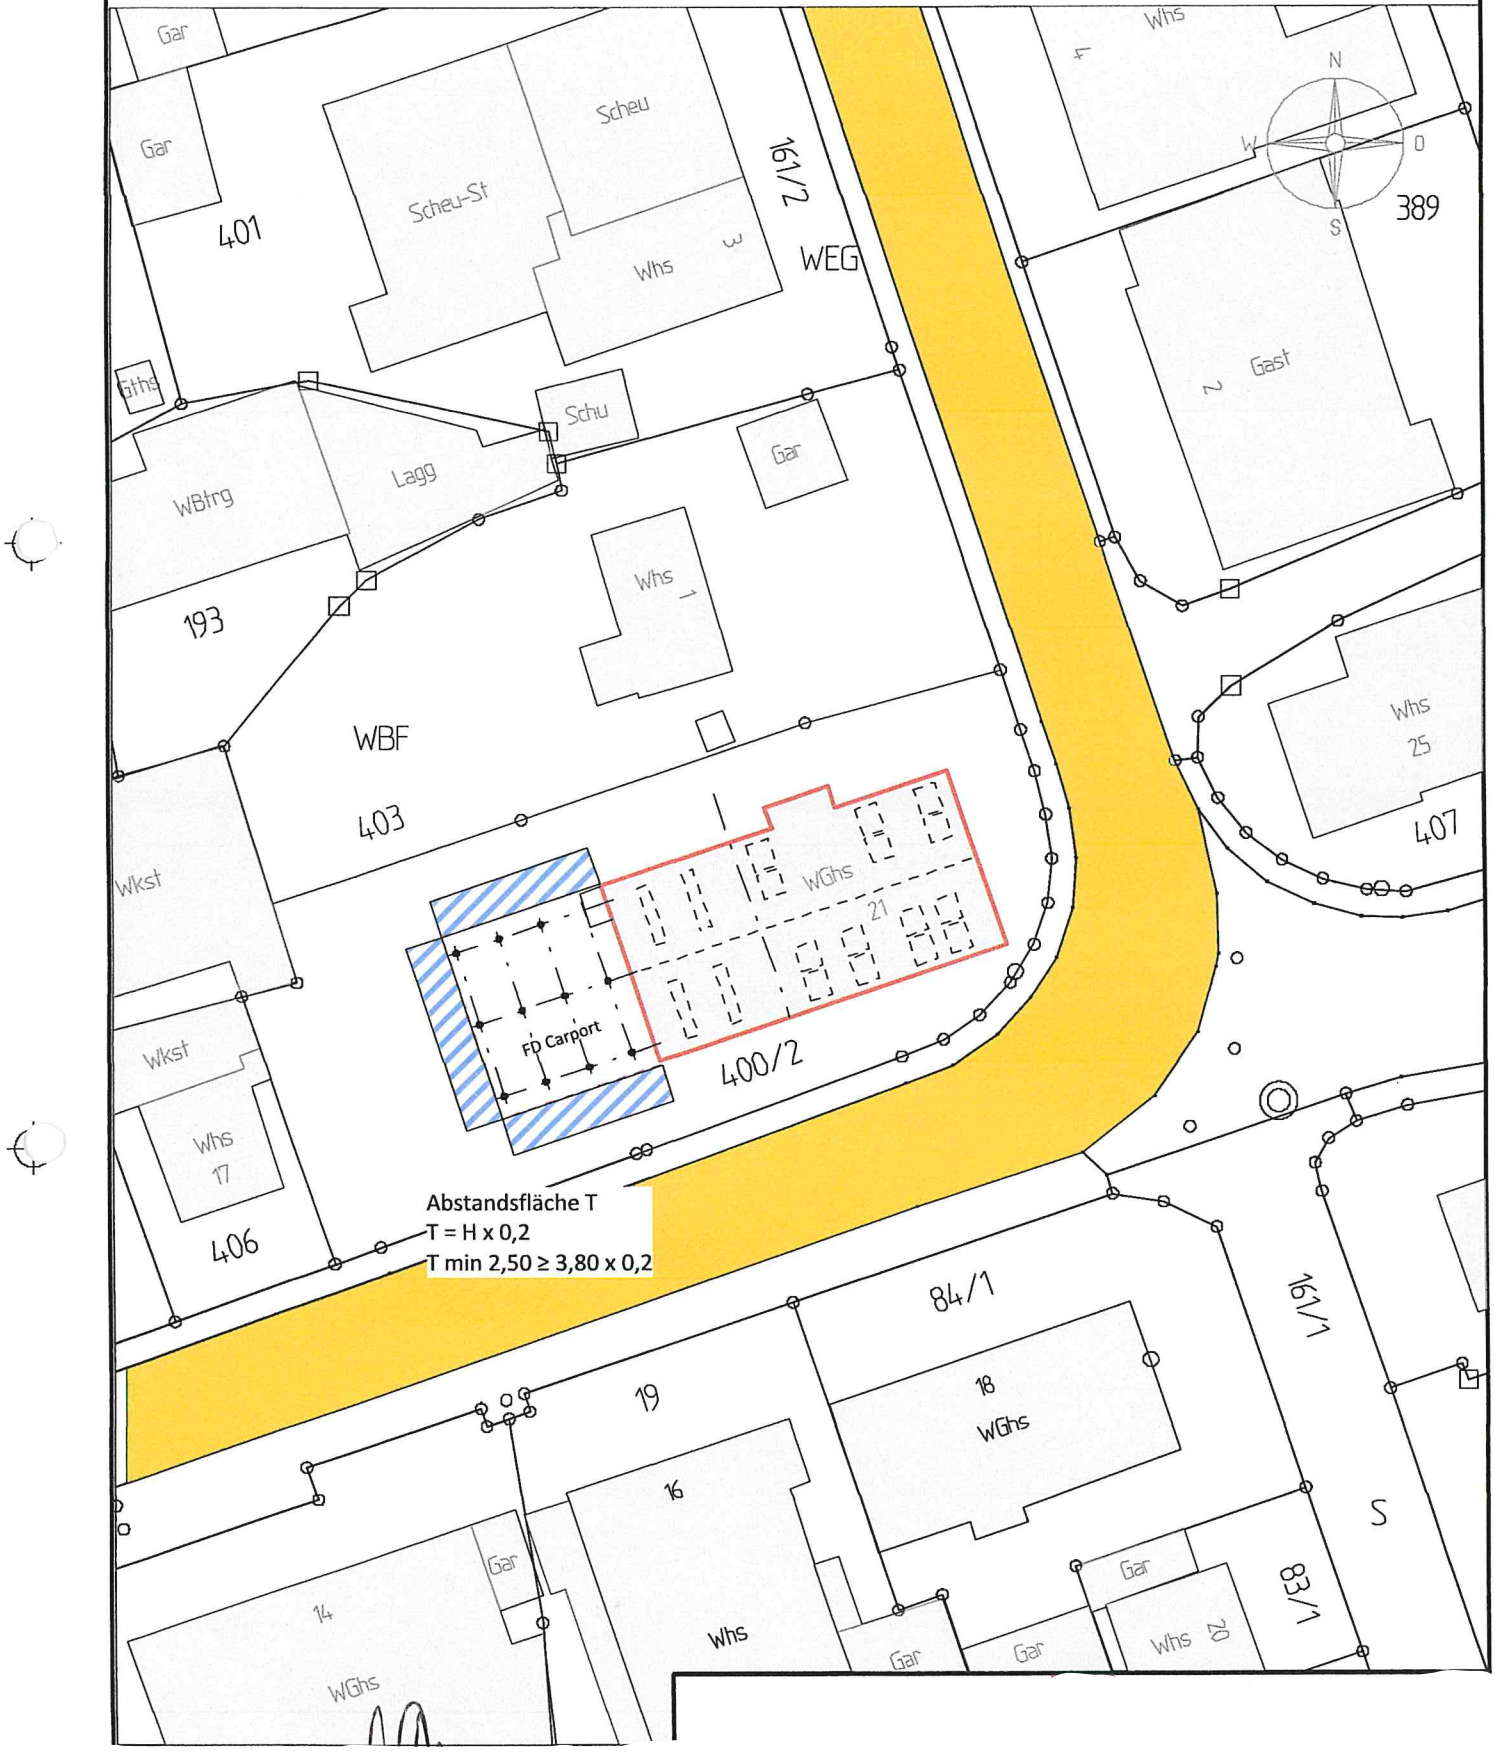 Gar
Whs
4
N
Scheu
Gar
W
O
161/2
Scheu-St
389
401
S
3
WEG
Whs
Gast
2
Gths
Schu
Gar
Lagg
WBtrg
Whs
1
193
Whs
25
WBF
403
407
Wkst
WGhs
21
FD Carport
Wkst
400/2
Whs
17
Abstandsfläche T
T = H x 0,2
T min 2,50 ≥ 3,80 x 0,2
406
84/1
161/1
19
18
WGhs
16
S
Gar
Gar
83/1
14
Whs
Whs
20
Gar
Gar
WGhs